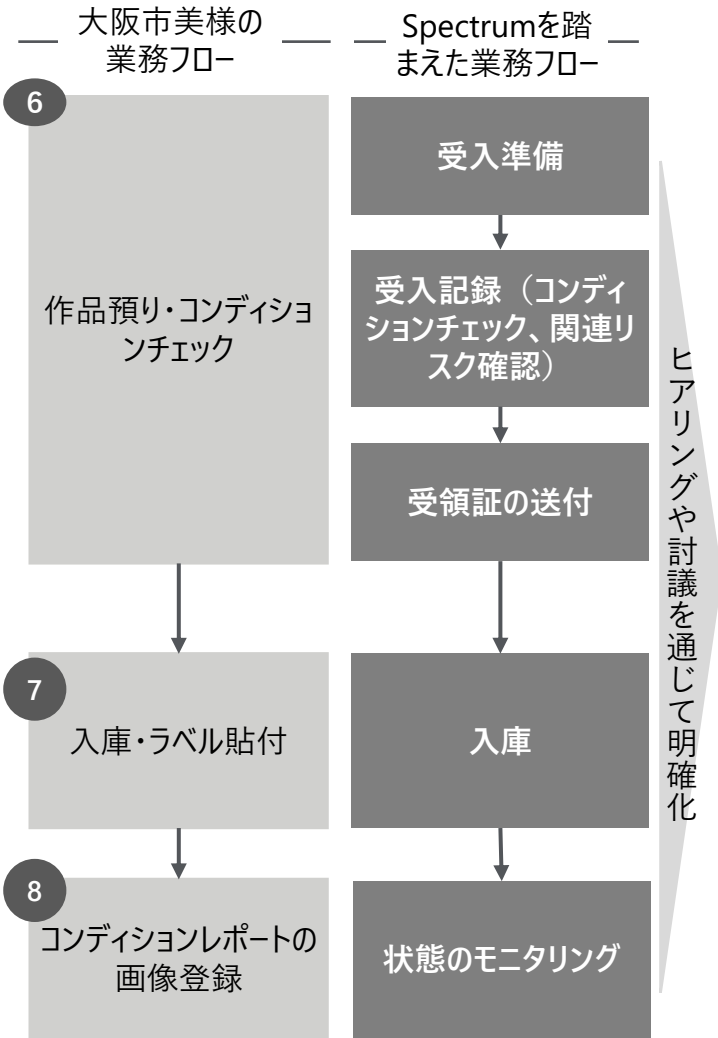 大阪市美様の
業務フロー
Spectrumを踏
まえた業務フロー
6
作品預り・コンディショ
ンチェック
受入準備
受入記録（コンディ
ションチェック、関連リ
スク確認）
受領証の送付
7
入庫・ラベル貼付
入庫
8
コンディションレポートの
画像登録
状態のモニタリング
ヒアリングや討議を通じて明確化